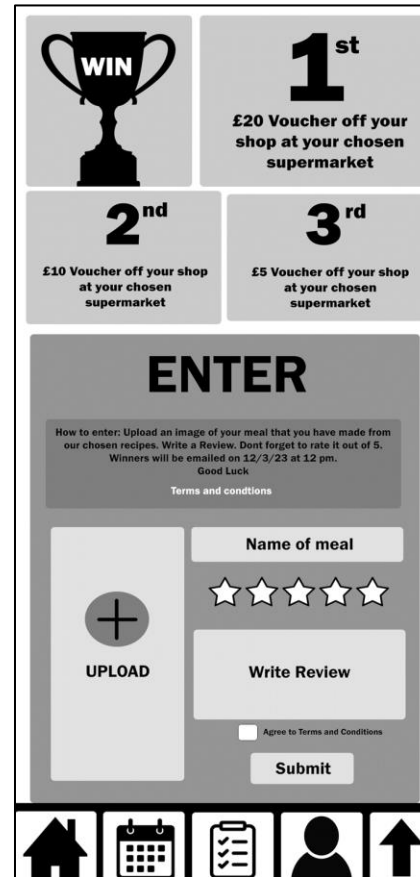 WIN
1st
£20 Voucher off your
shop at your chosen
supermarket
2nd
£10 Voucher off your shop
at your chosen
supermarket
3rd
£5 Voucher off your shop
at your chosen
supermarket
ENTER
How to enter: Upload an image of your meal that you have made from
our chosen recipes. Write a Review. Dont forget to rate it out of 5.
Winners will be emailed on 12/3/23 at 12 pm.
Good Luck
Terms and condtions
UPLOAD
Name of meal
Write Review
Agree to Terms and Conditions
Submit